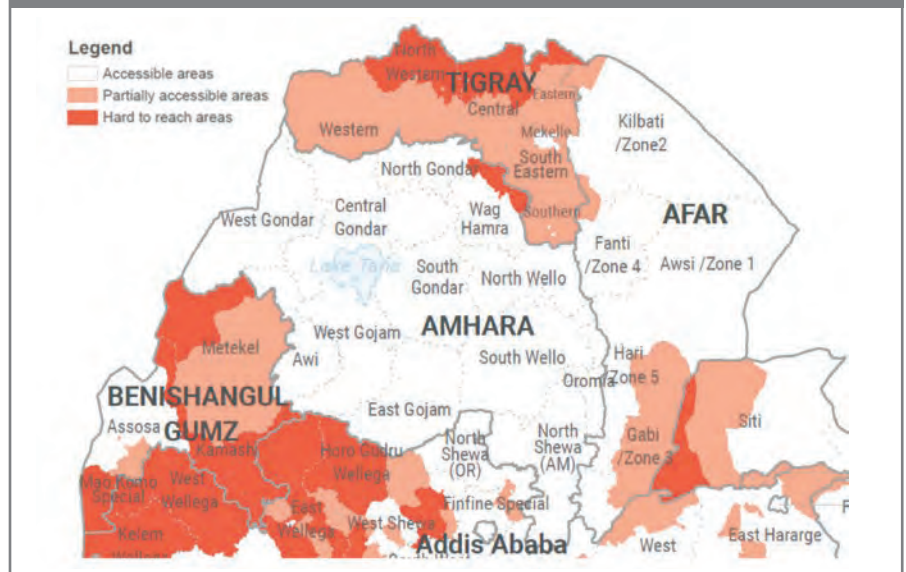 Legend
Accessible areas
Partially accessible areas
Hard to reach areas
North
Western
TIGRAY
Eastern
Central
Western
Mekelle
South
Eastern
Southern
Kilbati
/Zone2
North Gonda
Wag
Hamra
West Gondar
Central
Gondar
AFAR
Fanti
/Zone 4
Awsi /Zone 1
Lake Tana
South
Gondar
North Wello
AMHARA
West Gojam
Awi
South Wello
Metekel
Oromia
Hari
/Zone 5
BENISHANGUL
GUMZ
Assosa
East Gojam
Siti
Gabi
/Zone 3
Kamashi
Horo Gudru
Wellega
North
Shewa
(OR)
North
Shewa
(AM)
Mao Komo
Special
West
Wellega
East
Wellega
West Shewa
Finfine Special
Kelem
Addis Ababa
West
East Hararge